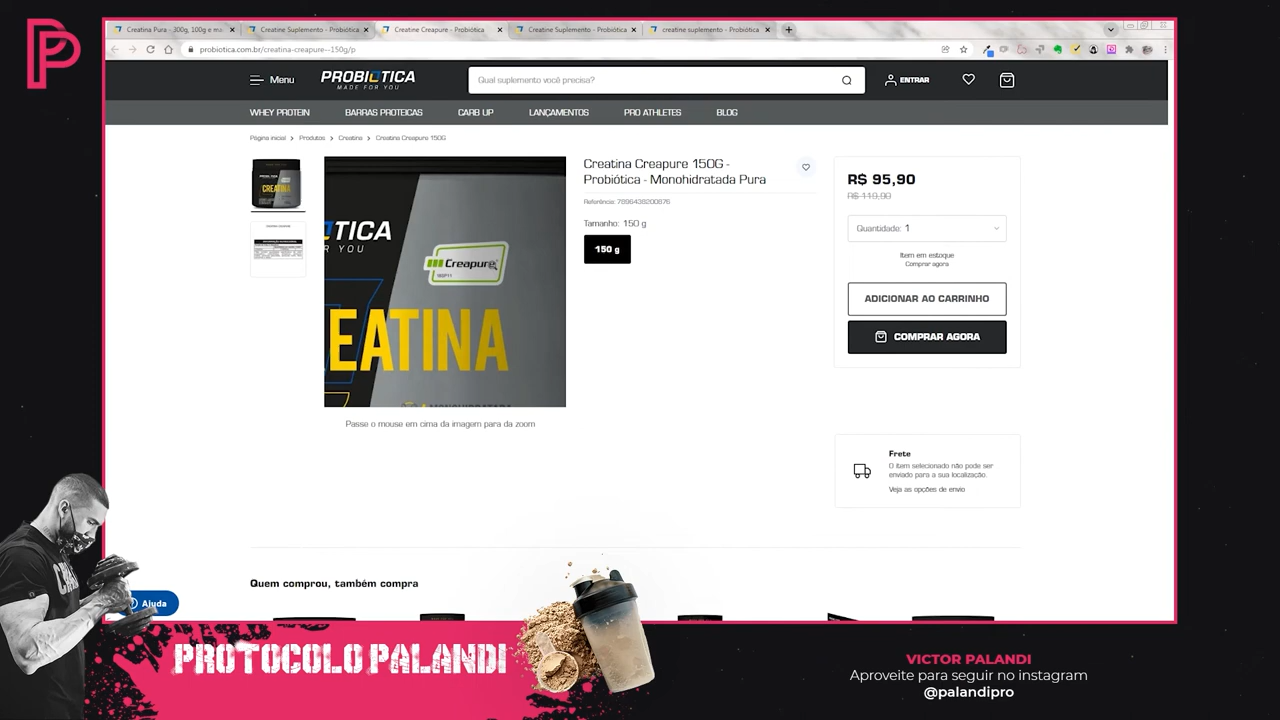 Creatina Pura - 300g, 100g e ma
Creatine Suplemento - Probiótica
Creatine Creapure - Probiótica
Creatine Suplemento - Probiótica
creatine suplemento - Probiótica
probiotica.com.br/creatina-creapure--150g/p
Menu
PROBIÓTICA
MADE FOR YOU
Qual suplemento você precisa?
ENTRAR
WHEY PROTEIN
BARRAS PROTEICAS
CARB UP
LANÇAMENTOS
PRO ATHLETES
BLOG
Página inicial > Produtos > Creatina > Creatina Creapure 150G
CREATINA
TICA
R YOU
Creapure
EATINA
Passe o mouse em cima da imagem para da zoom
Creatina Creapure 150G -
Probiótica - Monohidratada Pura
Referência: 7896438200876
Tamanho: 150 g
150 g
R$ 95,90
R$ 119,90
Quantidade: 1
Item em estoque
Comprar agora
ADICIONAR AO CARRINHO
COMPRAR AGORA
Frete
O item selecionado não pode ser
enviado para a sua localização.
Veja as opções de envio
Quem comprou, também compra
Ajuda
PROTOCOLO PALANDI
VICTOR PALANDI
Aproveite para seguir no instagram
@palandipro